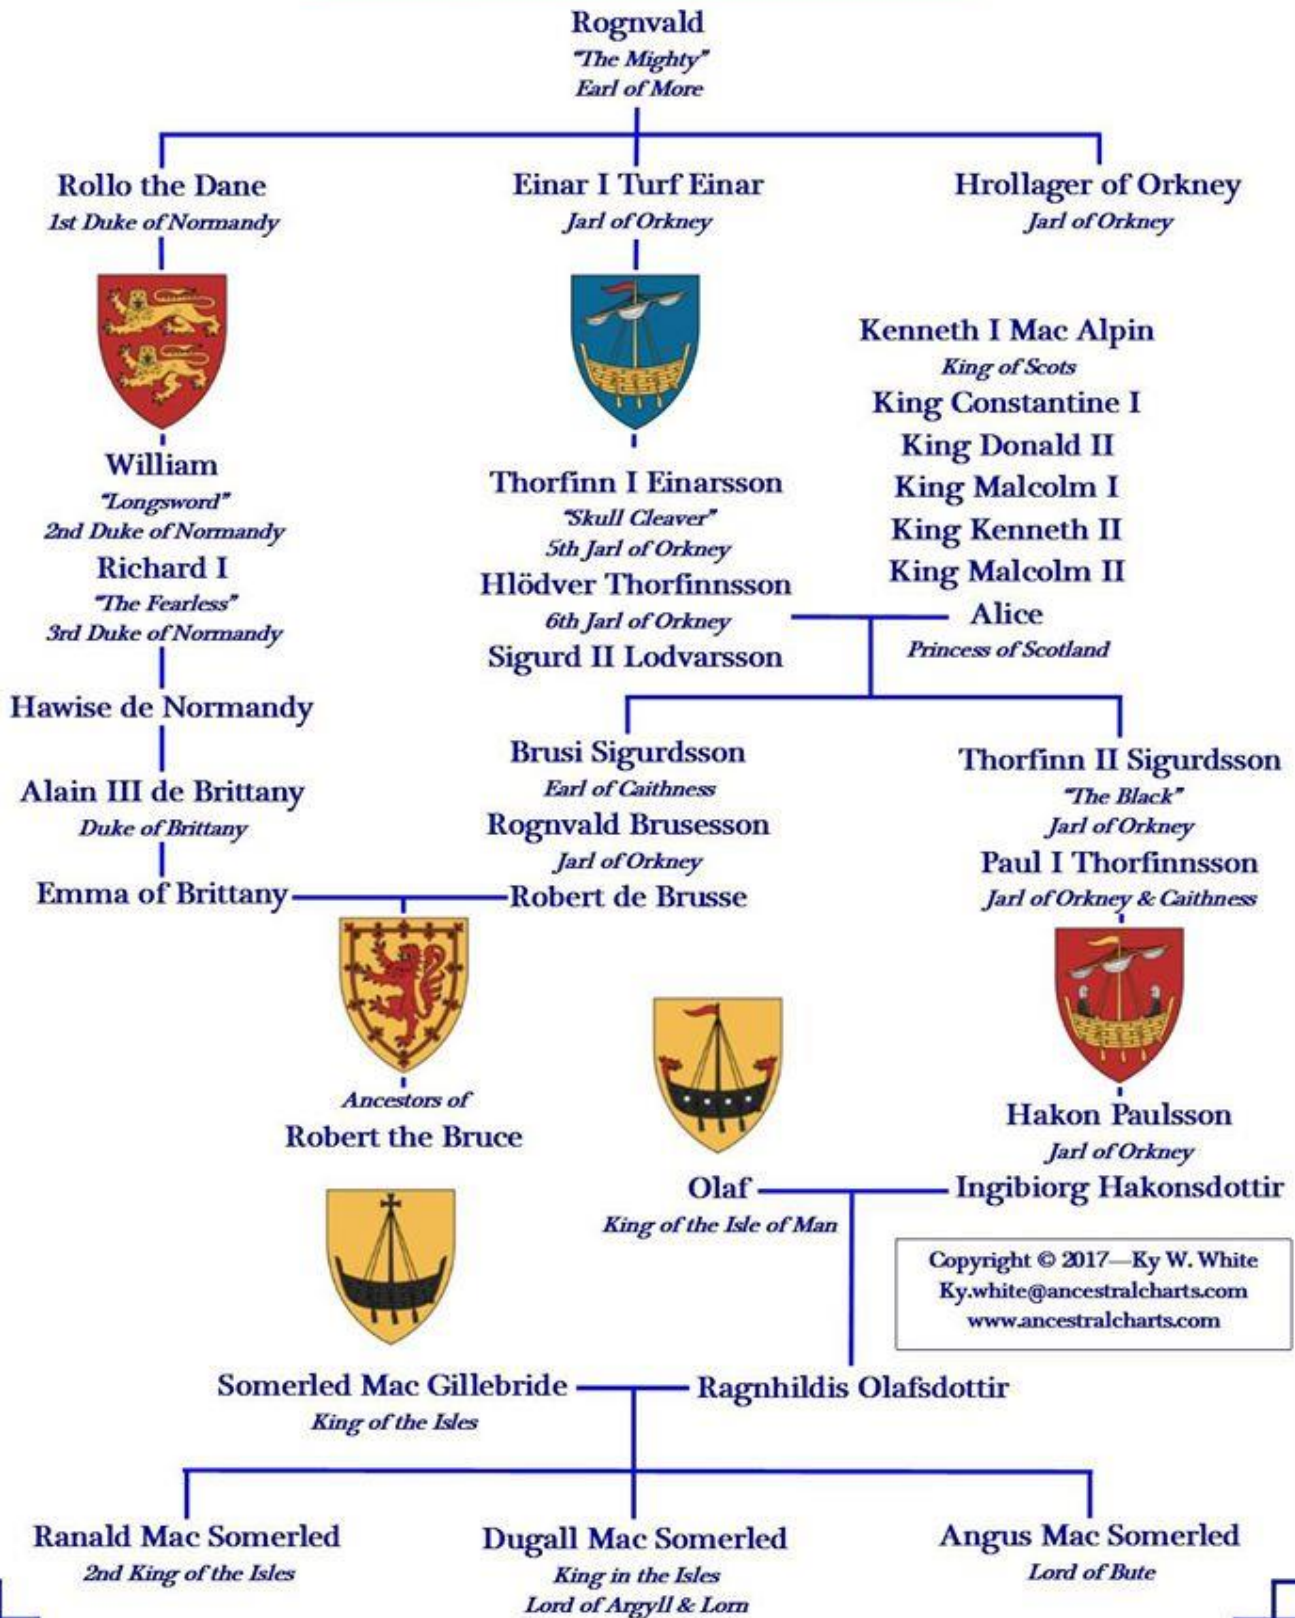 Rognvald
"The Mighty"
Earl of More
Rollo the Dane
1st Duke of Normandy
Einar I Turf Einar
Jarl of Orkney
Hrollager of Orkney
Jarl of Orkney
William
"Longsword"
2nd Duke of Normandy
Richard I
"The Fearless"
3rd Duke of Normandy
Hawise de Normandy
Alain III de Brittany
Duke of Brittany
Emma of Brittany
Thorfinn I Einarsson
"Skull Cleaver"
5th Jarl of Orkney
Hlödver Thorfinnsson
6th Jarl of Orkney
Sigurd II Lodvarsson
Kenneth I Mac Alpin
King of Scots
King Constantine I
King Donald II
King Malcolm I
King Kenneth II
King Malcolm II
Alice
Princess of Scotland
Brusi Sigurdsson
Earl of Caithness
Rognvald Brusesson
Jarl of Orkney
Robert de Brusse
Thorfinn II Sigurdsson
"The Black"
Jarl of Orkney
Paul I Thorfinnsson
Jarl of Orkney & Caithness
Ancestors of
Robert the Bruce
Hakon Paulsson
Jarl of Orkney
Olaf
King of the Isle of Man
Ingibiorg Hakonsdottir
Copyright © 2017—Ky W. White
Ky.white@ancestralcharts.com
www.ancestralcharts.com
Somerled Mac Gillebride
King of the Isles
Ragnhildis Olafsdottir
Ranald Mac Somerled
2nd King of the Isles
Dugall Mac Somerled
King in the Isles
Lord of Argyll & Lorn
Angus Mac Somerled
Lord of Bute